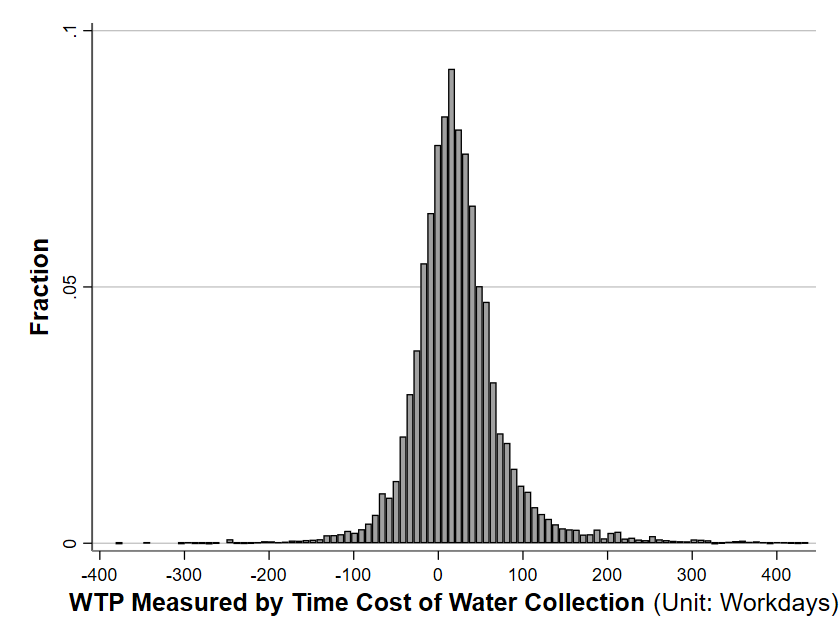 .1
.05
0
Fraction
-400 -300 -200 -100 0 100 200 300 400
WTP Measured by Time Cost of Water Collection (Unit: Workdays)